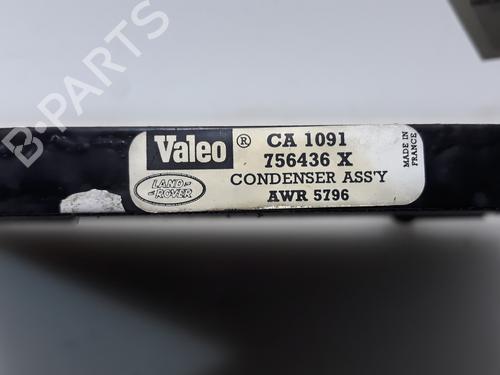 B-PARTS
Valeo ® CA 1091
756436 X
CONDENSER ASS'Y
AWR 5796
LAND-
-ROVER
MADE IN
FRANCE